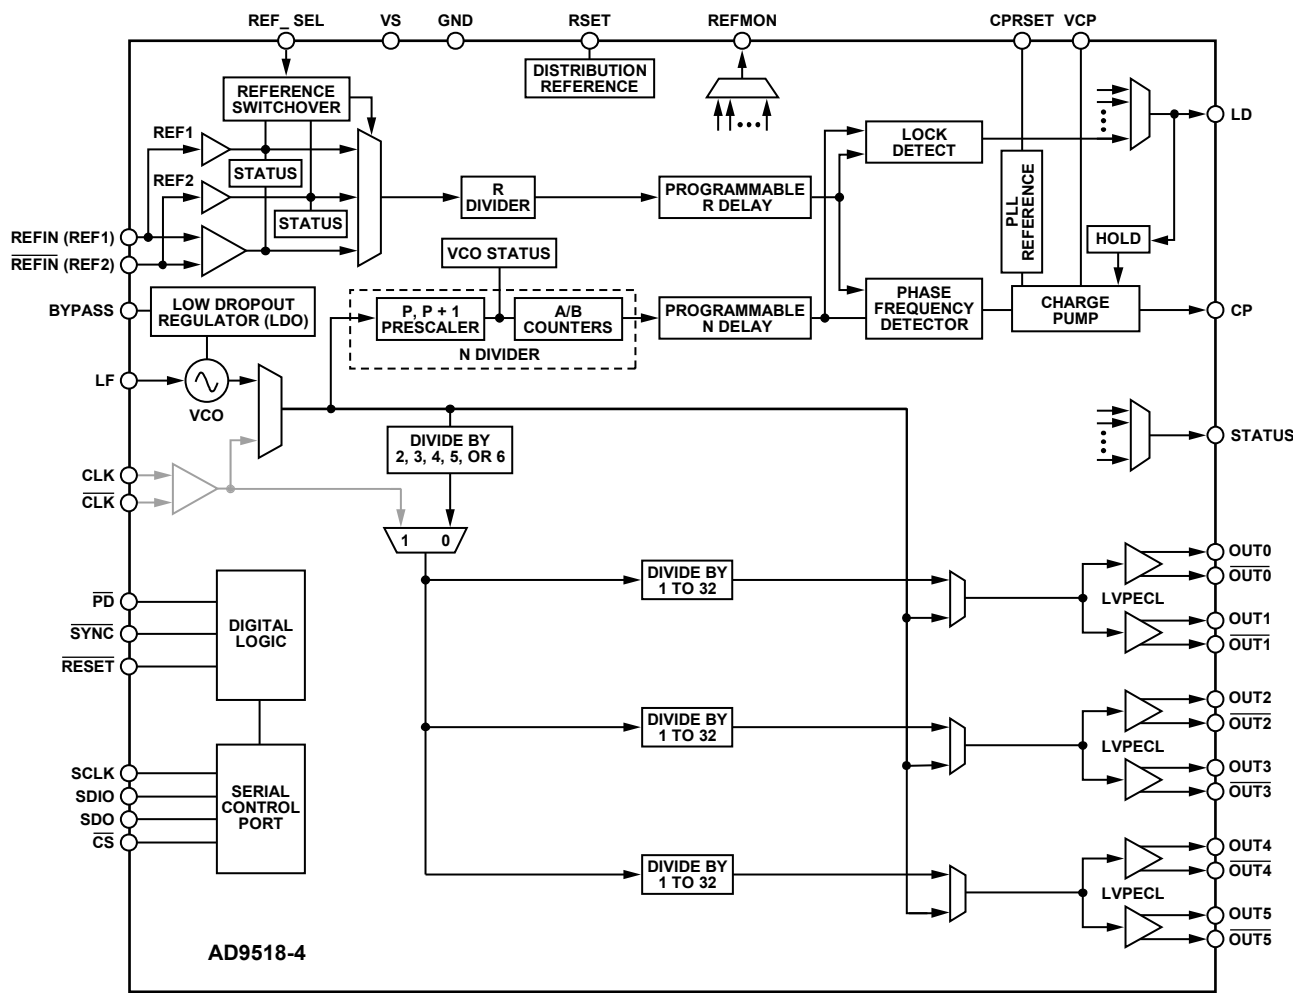 REF_SEL
VS
GND
RSET
REFMON
CPRSET
VCP
DISTRIBUTION
REFERENCE
REFERENCE
SWITCHOVER
REF1
STATUS
REF2
STATUS
R
DIVIDER
PROGRAMMABLE
R DELAY
LOCK
DETECT
LD
PLL
REFERENCE
HOLD
REFIN (REF1)
REFIN (REF2)
BYPASS
LOW DROPOUT
REGULATOR (LDO)
VCO STATUS
P, P + 1
PRESCALER
A/B
COUNTERS
N DIVIDER
PROGRAMMABLE
N DELAY
PHASE
FREQUENCY
DETECTOR
CHARGE
PUMP
CP
LF
VCO
STATUS
DIVIDE BY
2, 3, 4, 5, OR 6
CLK
CLK
1 0
PD
SYNC
RESET
DIGITAL
LOGIC
DIVIDE BY
1 TO 32
LVPECL
OUT0
OUT0
OUT1
OUT1
DIVIDE BY
1 TO 32
LVPECL
OUT2
OUT2
OUT3
OUT3
SCLK
SDIO
SDO
CS
SERIAL
CONTROL
PORT
DIVIDE BY
1 TO 32
LVPECL
OUT4
OUT4
OUT5
OUT5
AD9518-4